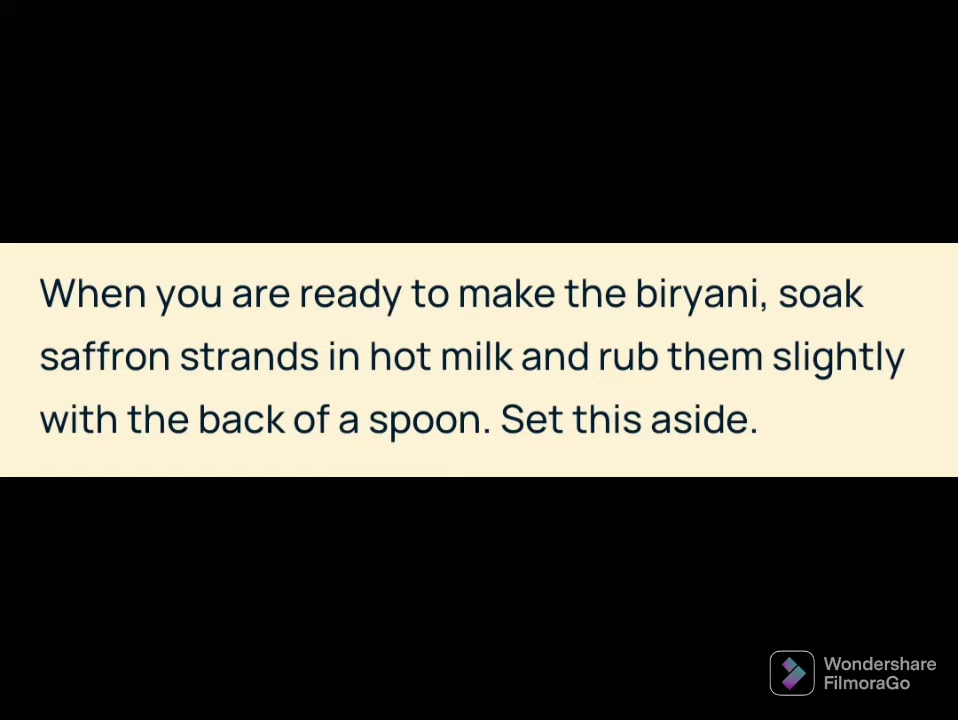 When you are ready to make the biryani, soak
saffron strands in hot milk and rub them slightly
with the back of a spoon. Set this aside.
Wondershare
FilmoraGo